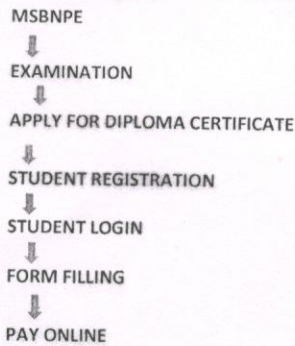 MSBNPE
EXAMINATION
APPLY FOR DIPLOMA CERTIFICATE
STUDENT REGISTRATION
STUDENT LOGIN
FORM FILLING
PAY ONLINE